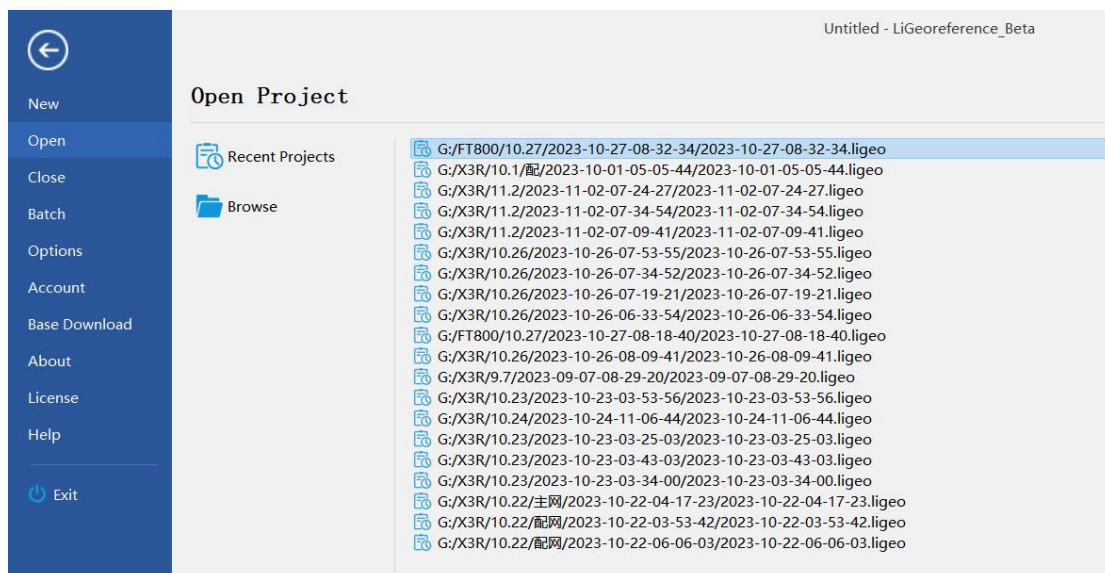 Untitled - LiGeoreference_Beta
New
Open
Close
Batch
Options
Account
Base Download
About
License
Help
Exit
Open Project
Recent Projects
Browse
G:/FT800/10.27/2023-10-27-08-32-34/2023-10-27-08-32-34.ligeo
G:/X3R/10.1/配/2023-10-01-05-05-44/2023-10-01-05-05-44.ligeo
G:/X3R/11.2/2023-11-02-07-24-27/2023-11-02-07-24-27.ligeo
G:/X3R/11.2/2023-11-02-07-34-54/2023-11-02-07-34-54.ligeo
G:/X3R/11.2/2023-11-02-07-09-41/2023-11-02-07-09-41.ligeo
G:/X3R/10.26/2023-10-26-07-53-55/2023-10-26-07-53-55.ligeo
G:/X3R/10.26/2023-10-26-07-34-52/2023-10-26-07-34-52.ligeo
G:/X3R/10.26/2023-10-26-07-19-21/2023-10-26-07-19-21.ligeo
G:/X3R/10.26/2023-10-26-06-33-54/2023-10-26-06-33-54.ligeo
G:/FT800/10.27/2023-10-27-08-18-40/2023-10-27-08-18-40.ligeo
G:/X3R/10.26/2023-10-26-08-09-41/2023-10-26-08-09-41.ligeo
G:/X3R/9.7/2023-09-07-08-29-20/2023-09-07-08-29-20.ligeo
G:/X3R/10.23/2023-10-23-03-53-56/2023-10-23-03-53-56.ligeo
G:/X3R/10.24/2023-10-24-11-06-44/2023-10-24-11-06-44.ligeo
G:/X3R/10.23/2023-10-23-03-25-03/2023-10-23-03-25-03.ligeo
G:/X3R/10.23/2023-10-23-03-43-03/2023-10-23-03-43-03.ligeo
G:/X3R/10.23/2023-10-23-03-34-00/2023-10-23-03-34-00.ligeo
G:/X3R/10.22/主网/2023-10-22-04-17-23/2023-10-22-04-17-23.ligeo
G:/X3R/10.22/配网/2023-10-22-03-53-42/2023-10-22-03-53-42.ligeo
G:/X3R/10.22/配网/2023-10-22-06-06-03/2023-10-22-06-06-03.ligeo